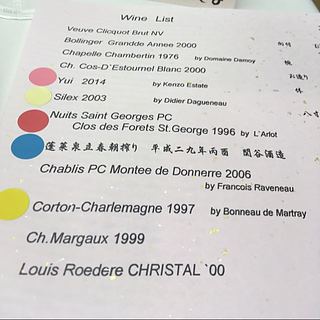 Wine List
Veuve Clicquot Brut NV
Bollinger Grandde Annee 2000
Chapelle Chambertin 1976 by Domaine Damoy
Ch. Cos-D`Estournel Blanc 2000
Yui 2014 by Kenzo Estate
Silex 2003 by Didier Dagueneau
Nuits Saint Georges PC
Clos des Forets St.George 1996 by L`Arlot
蓬莱泉立春朝搾り 平成二九年丙酉 関谷酒造
Chablis PC Montee de Donnerre 2006
by Francois Raveneau
Corton-Charlemagne 1997 by Bonneau de Martray
Ch.Margaux 1999
Louis Roedere CHRISTAL `00